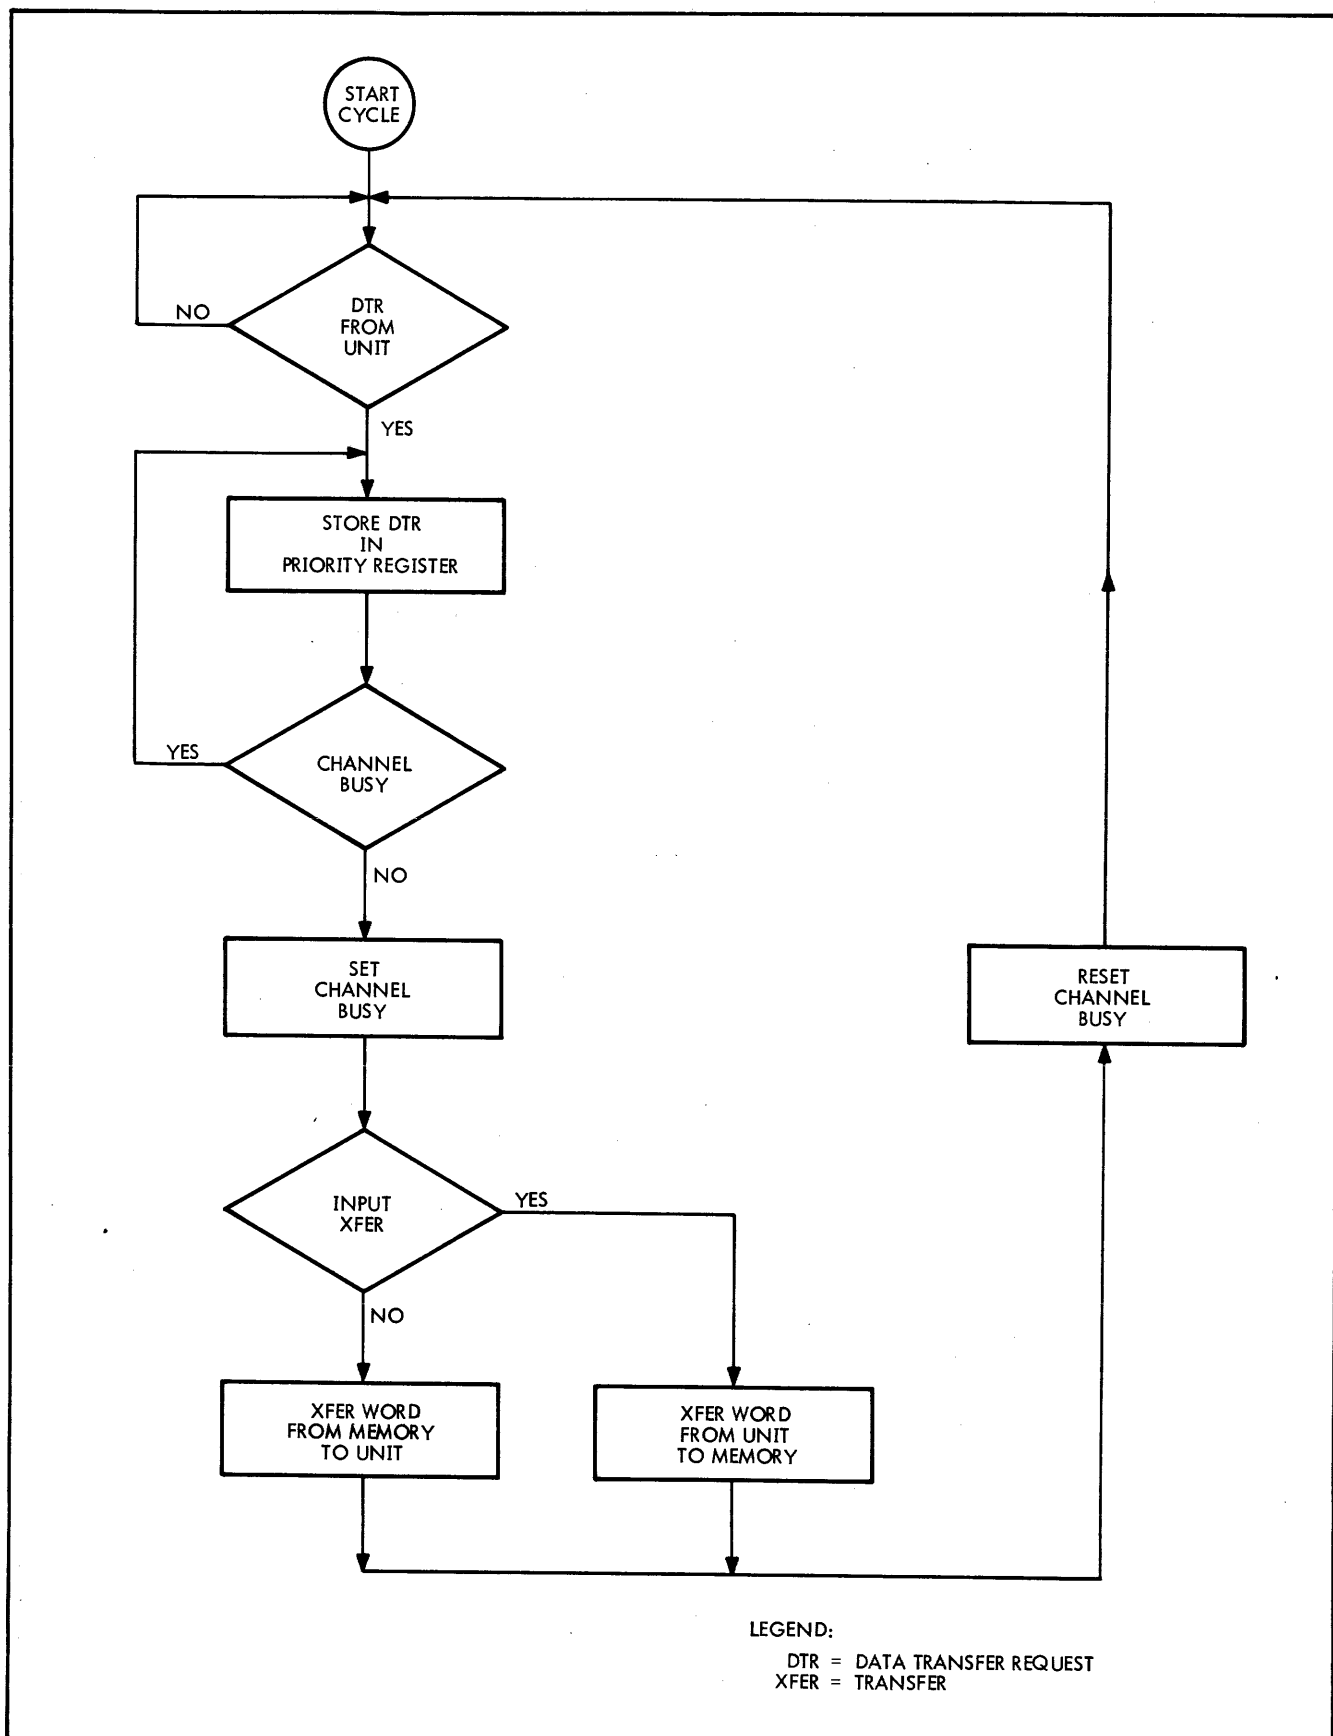 START
CYCLE
NO
DTR
FROM
UNIT
YES
STORE DTR
IN
PRIORITY REGISTER
YES
CHANNEL
BUSY
NO
SET
CHANNEL
BUSY
RESET
CHANNEL
BUSY
INPUT
XFER
YES
NO
XFER WORD
FROM MEMORY
TO UNIT
XFER WORD
FROM UNIT
TO MEMORY
LEGEND:
DTR = DATA TRANSFER REQUEST
XFER = TRANSFER